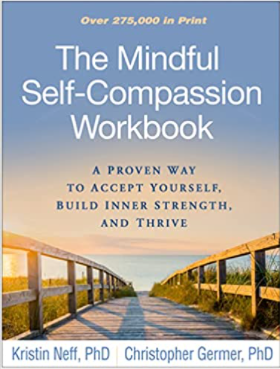 Over 275,000 in Print
The Mindful
Self-Compassion
Workbook
A PROVEN WAY
TO ACCEPT YOURSELF,
BUILD INNER STRENGTH,
AND THRIVE
Kristin Neff, PhD | Christopher Germer, PhD